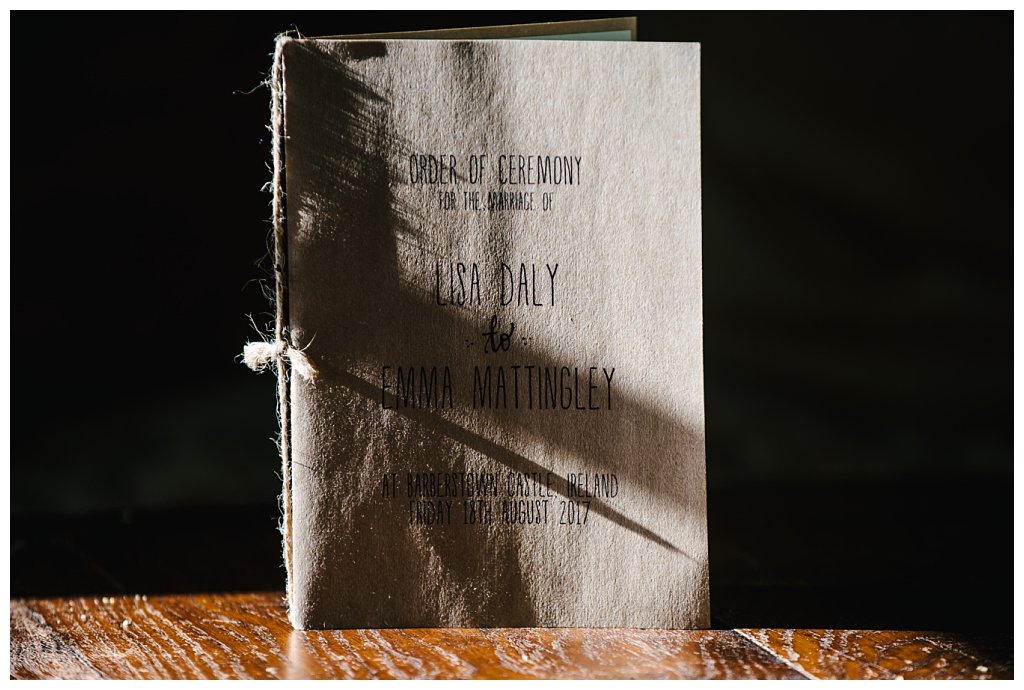 ORDER OF CEREMONY
FOR THE MARRIAGE OF
LISA DALY
to
EMMA MATTINGLEY
AT BARBERSTOWN CASTLE, IRELAND
FRIDAY 18TH AUGUST 2017